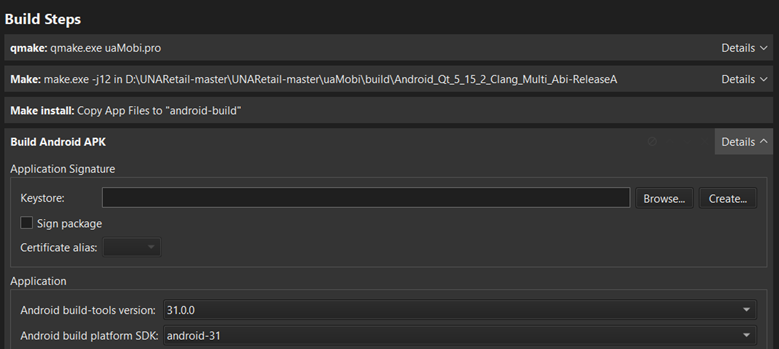 Build Steps
qmake: qmake.exe uaMobi.pro Details
Make: make.exe -j12 in D:\UNARetail-master\UNARetail-master\uaMobi\build\Android_Qt_5_15_2_Clang_Multi_Abi-ReleaseA Details
Make install: Copy App Files to "android-build"
Build Android APK Details
Application Signature
Keystore: Browse... Create...
Sign package
Certificate alias:
Application
Android build-tools version: 31.0.0
Android build platform SDK: android-31